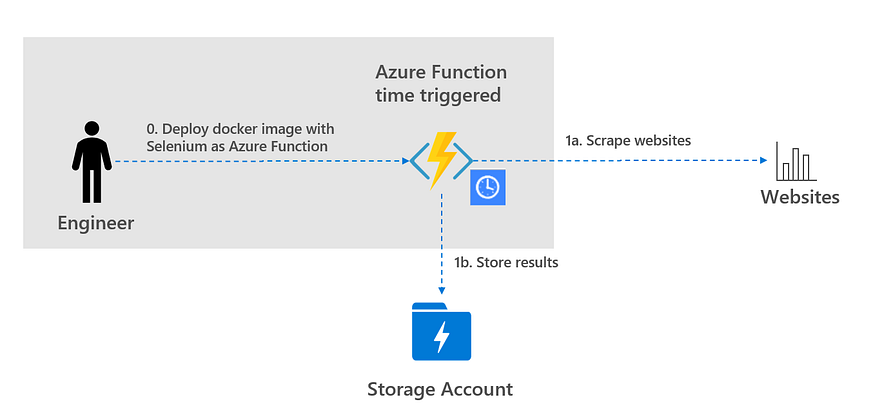 Azure Function
time triggered
0. Deploy docker image with
Selenium as Azure Function
1a. Scrape websites
Engineer
Websites
1b. Store results
Storage Account